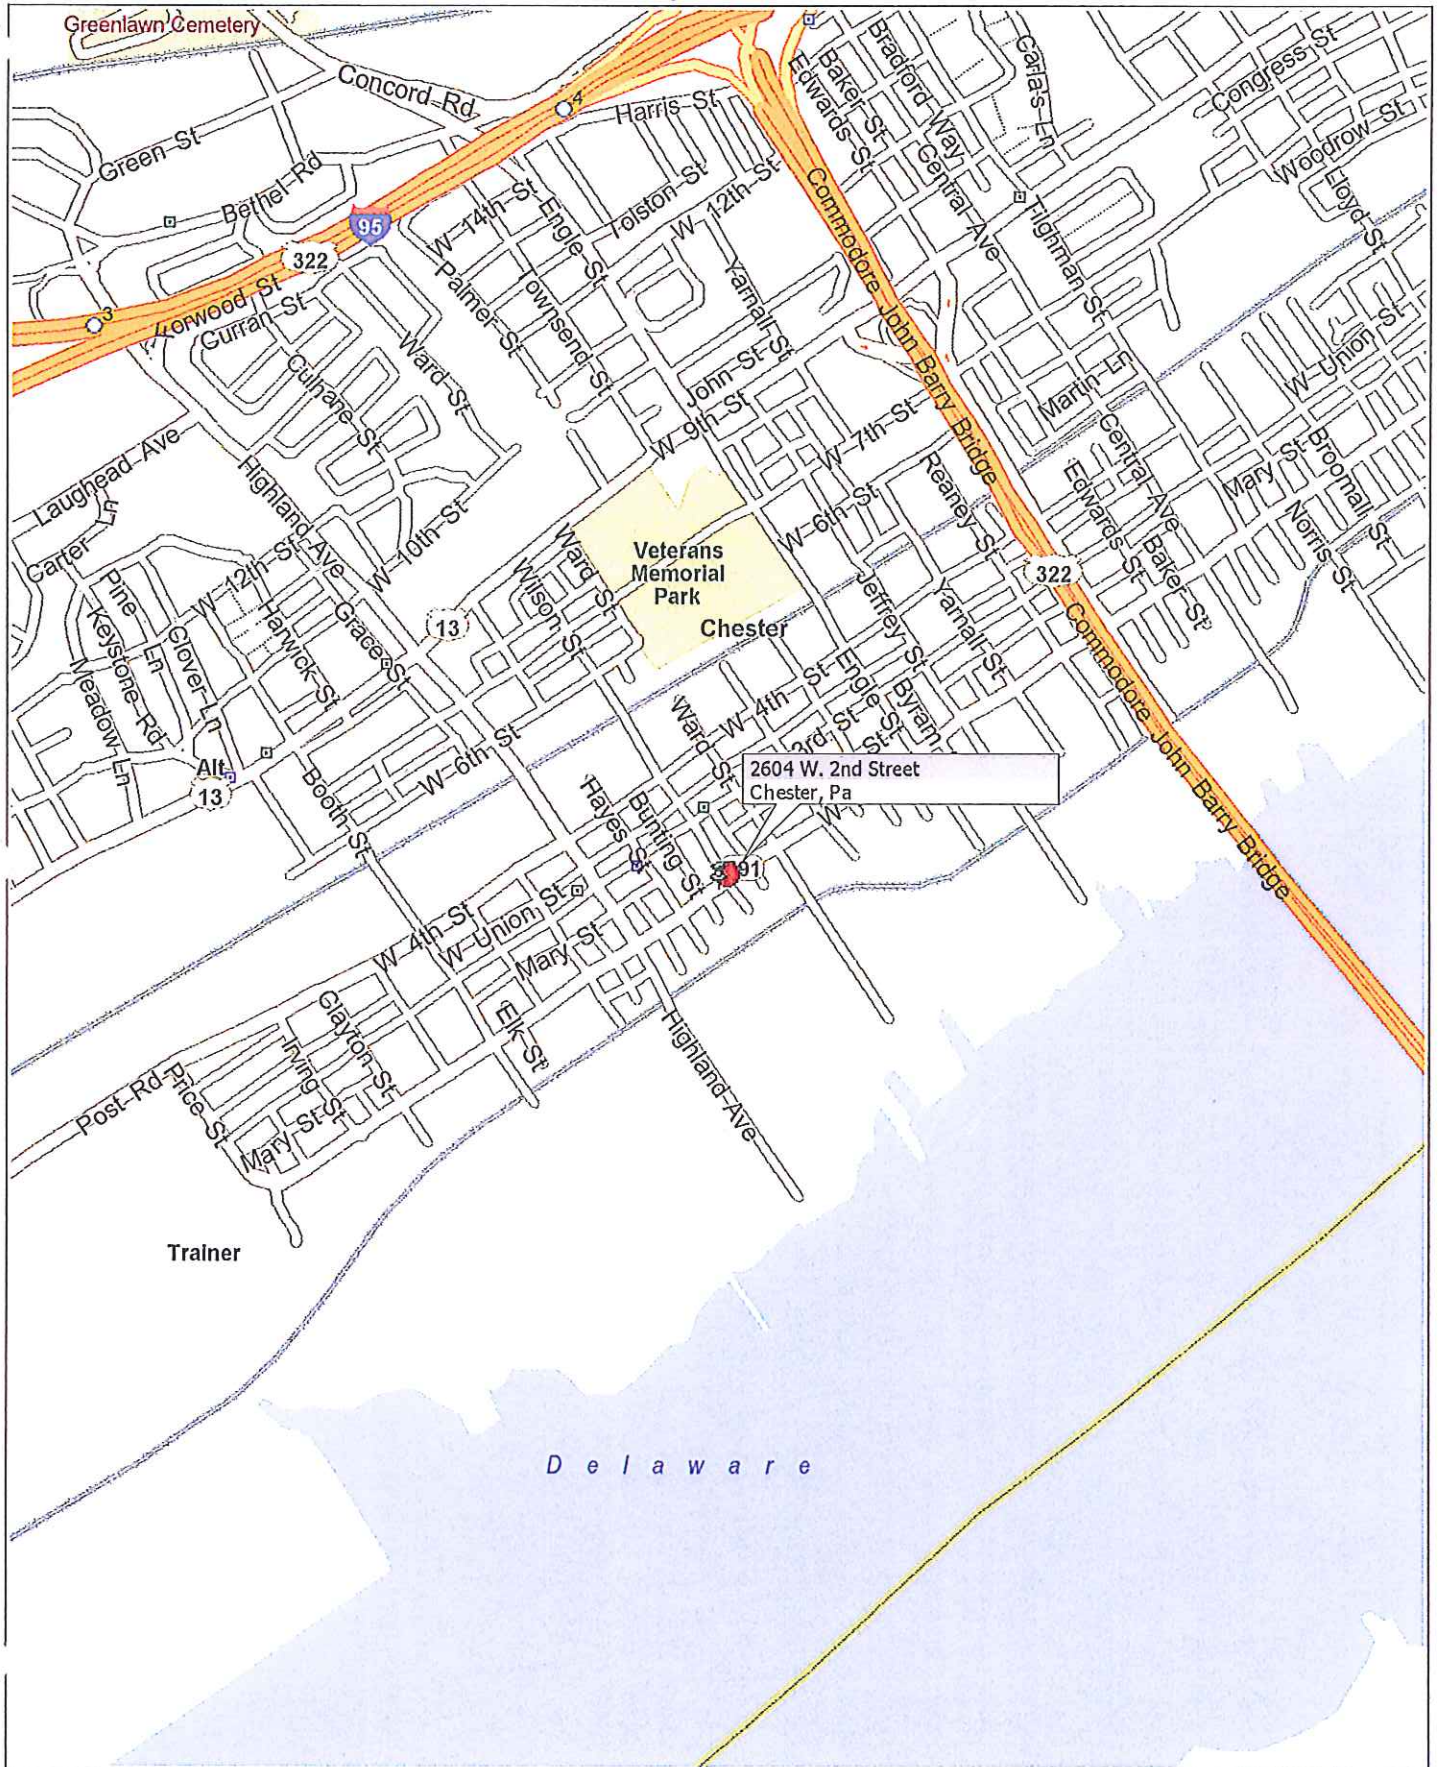 Greenlawn Cemetery
Concord Rd
4
Harris St
Baker St
Edwards St
Bradford Way
Carla's Ln
Congress St
Woodrow St
Lloyd St
Green St
Bethel Rd
95
322
W 14th St
Engle St
Tolston St
W 12th St
Central Ave
Tilghman St
Commodore John Barry Bridge
3
Norwood St
Curran St
Palmer St
Townsend St
Yarnall St
Ward St
Culhane St
John St
W 9th St
W 7th St
Martin Ln
W Union St
Laughead Ave
Carter Ln
Highland Ave
W 10th St
W 12th St
Reaney St
Central Ave
Edwards St
Baker St
Mary St
Broomall St
Norris St
W 6th St
Veterans
Memorial
Park
Chester
Ward St
Wilson St
13
322
Pine Ln
Keystone Rd
Meadow Ln
Clover Ln
Harwick St
Grace St
Jeffrey St
Yarnall St
Engle St
Byram
Commodore John Barry Bridge
Alt
13
Booth St
W 6th St
Ward St
W 4th St
3rd St
St
2604 W. 2nd Street
Chester, Pa
W
Hayes St
Bunting St
291
W 4th St
W Union St
Mary St
Elk St
Highland Ave
Clayton St
Irving St
Post Rd
Price St
Mary St
Trainer
Delaware